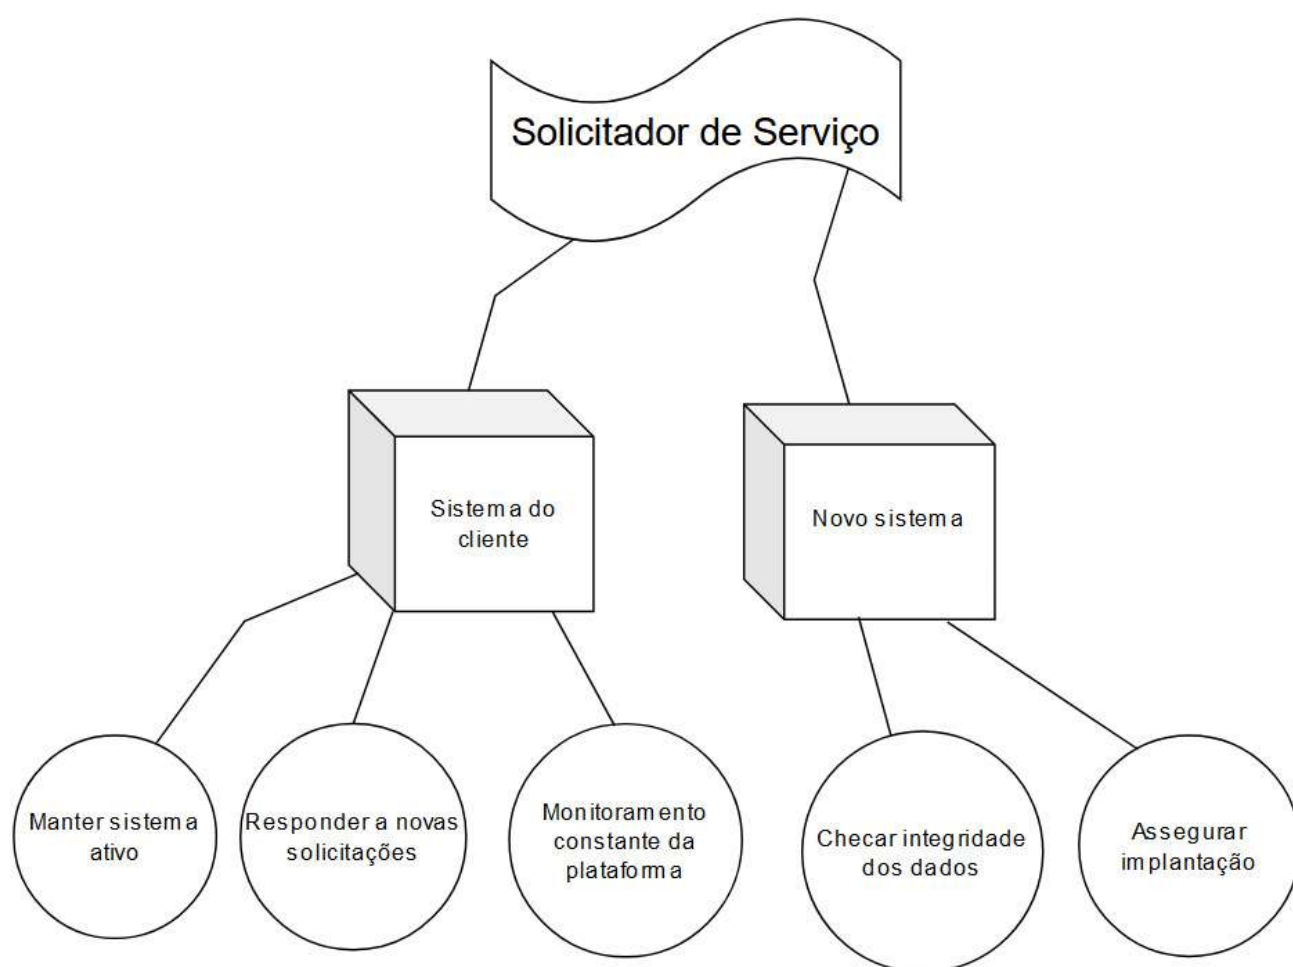 Solicitador de Serviço
Sistema do
cliente
Novo sistema
Manter sistema
ativo
Responder a novas
solicitações
Monitoramento
constante da
plataforma
Checar integridade
dos dados
Assegurar
implantação